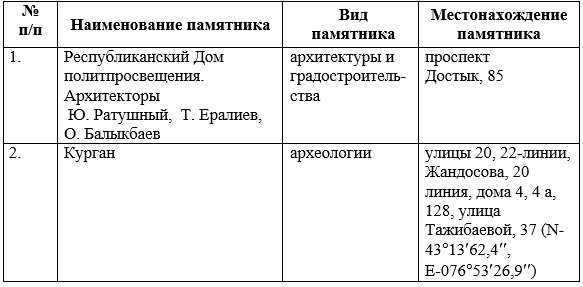 №
п/п
Наименование памятника
Вид
памятника
Местонахождение
памятника
1.
Республиканский Дом
политпросвещения.
Архитекторы
Ю. Ратушный, Т. Ералиев,
О. Балыкбаев
архитектуры и
градостроитель-
ства
проспект
Достык, 85
2.
Курган
археологии
улицы 20, 22-линии,
Жандосова, 20
линия, дома 4, 4 а,
128, улица
Тажибаевой, 37 (N-
43°13′62,4′′,
E-076°53′26,9′′)